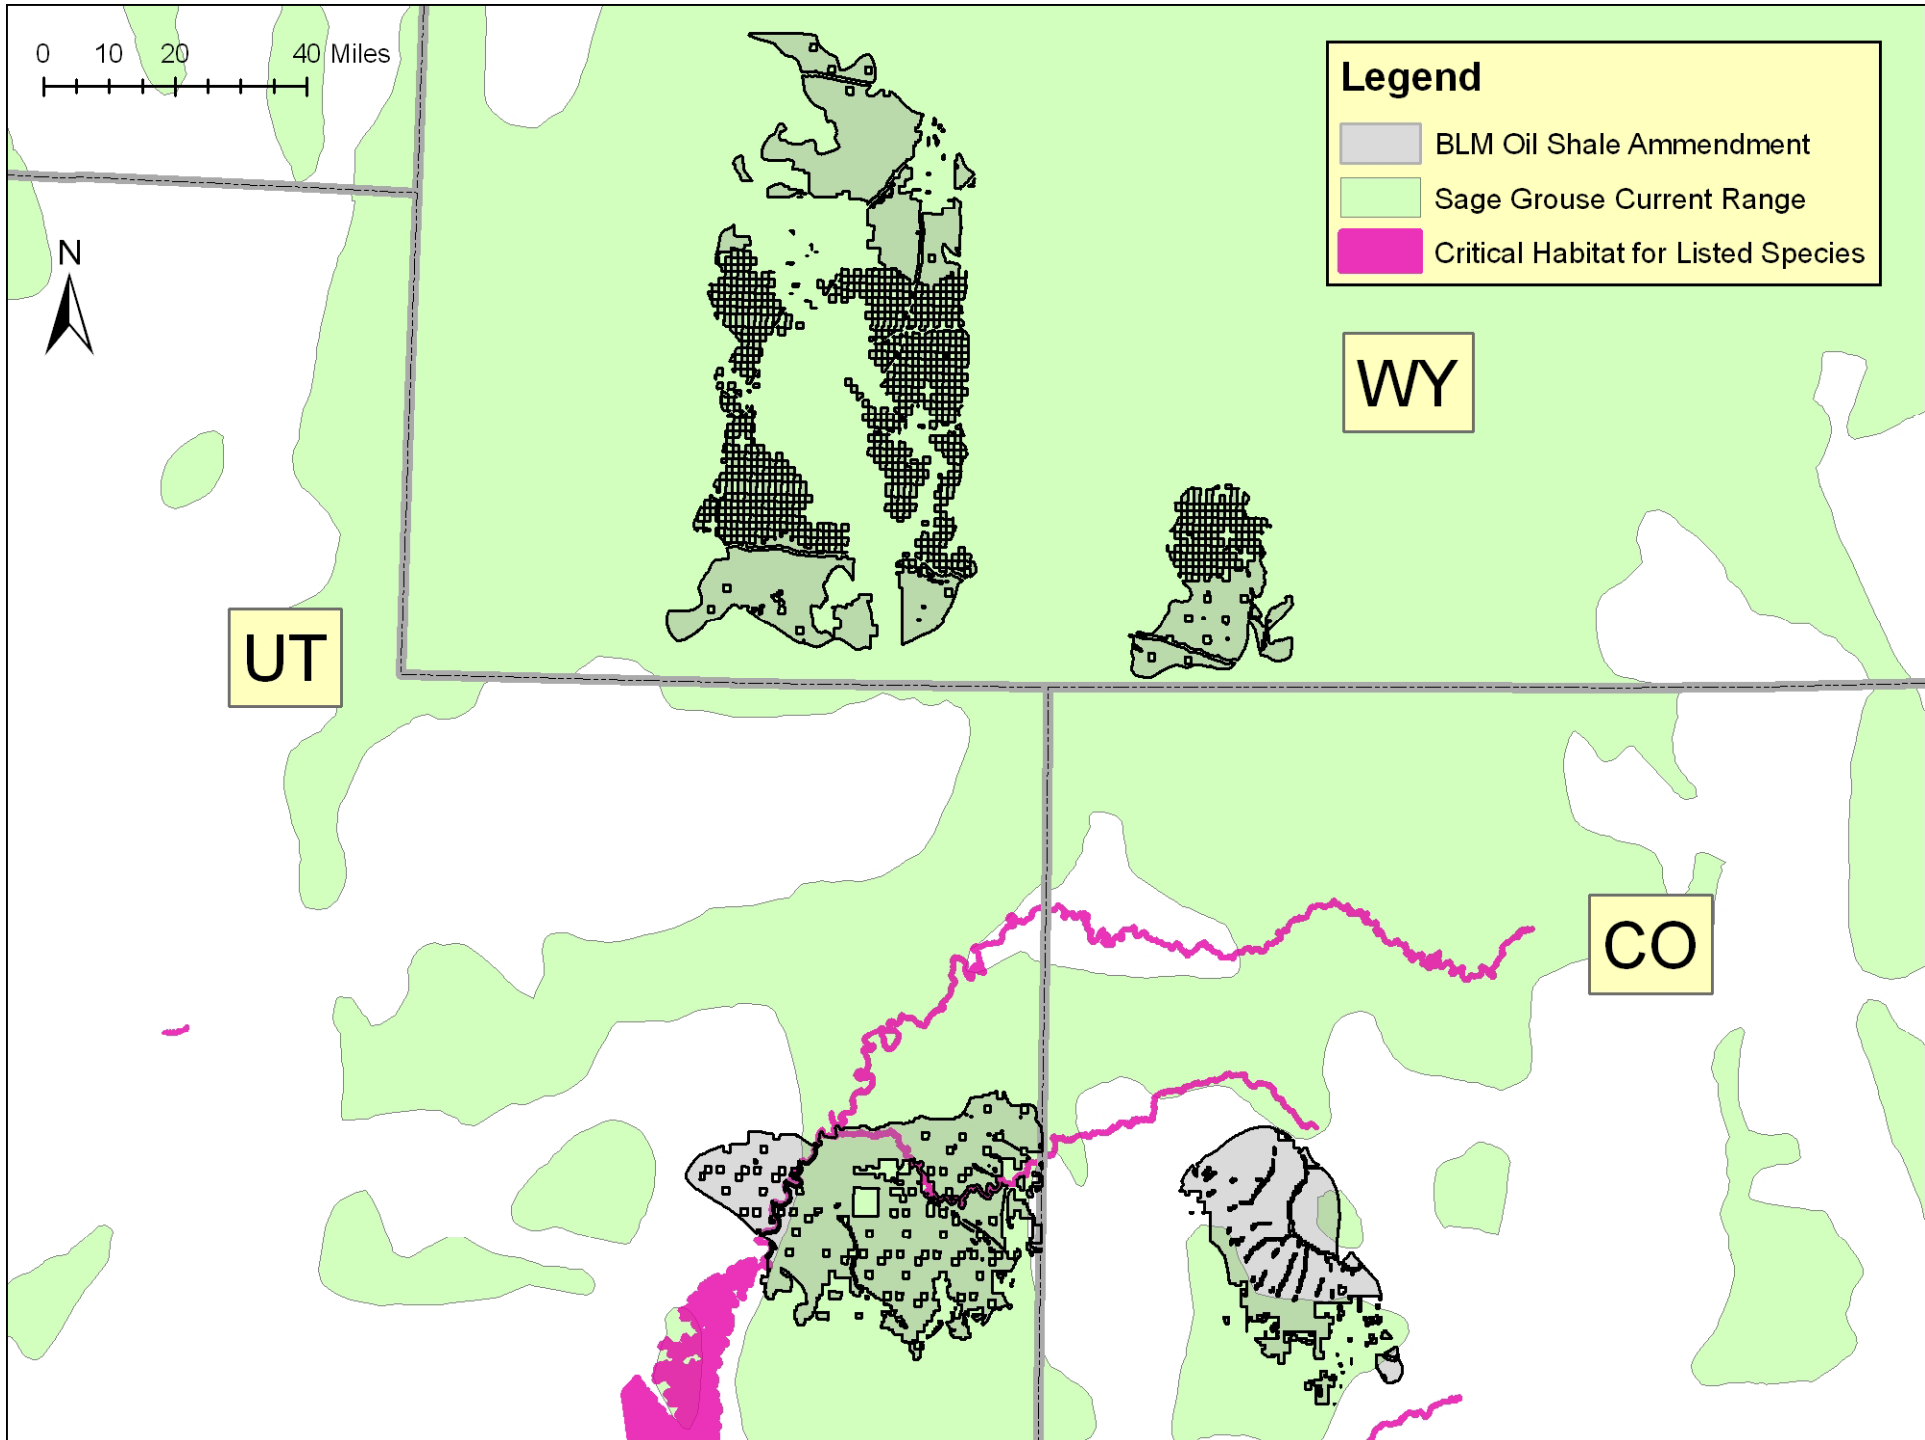 0 10 20 40 Miles
Legend
BLM Oil Shale Ammendment
Sage Grouse Current Range
Critical Habitat for Listed Species
N
WY
UT
CO